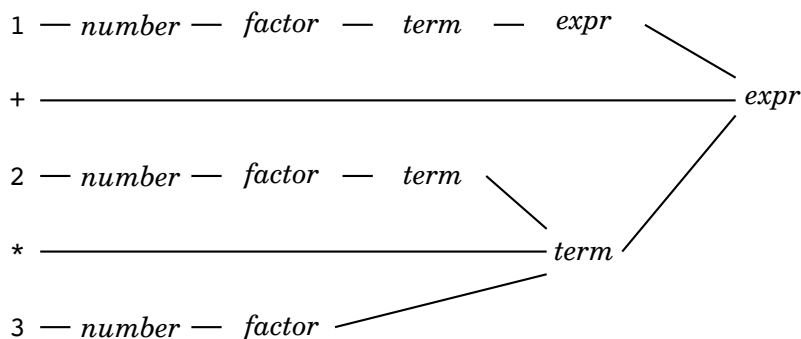 1 number factor term expr
+ expr
2 number factor term
* term
3 number factor